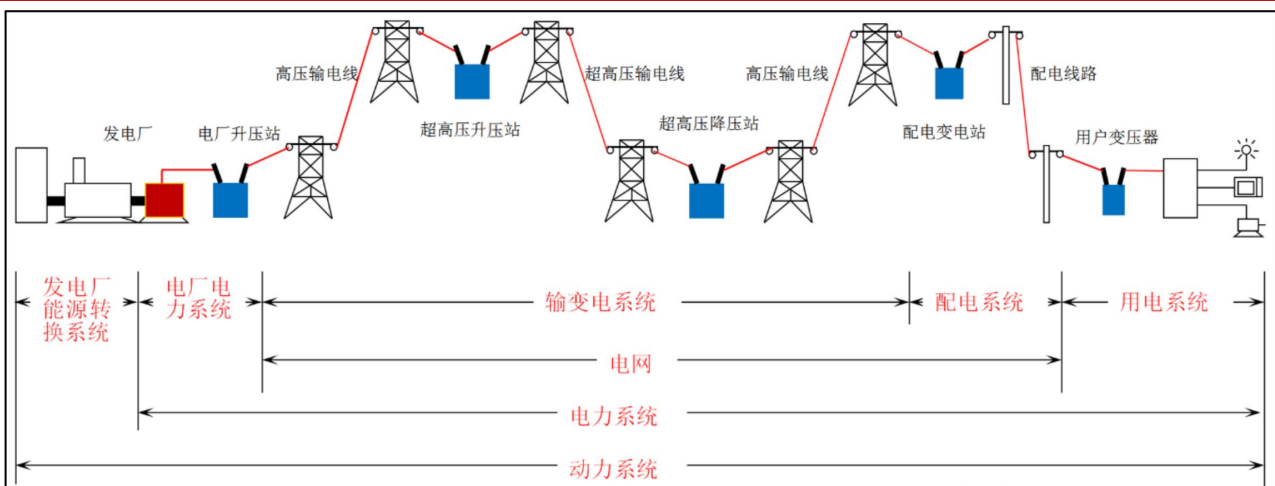 高压输电线
超高压输电线
高压输电线
配电线路
发电厂
电厂升压站
超高压升压站
超高压降压站
配电变电站
用户变压器
发电厂
能源转
换系统
电厂电
力系统
输变电系统
配电系统
用电系统
电网
电力系统
动力系统